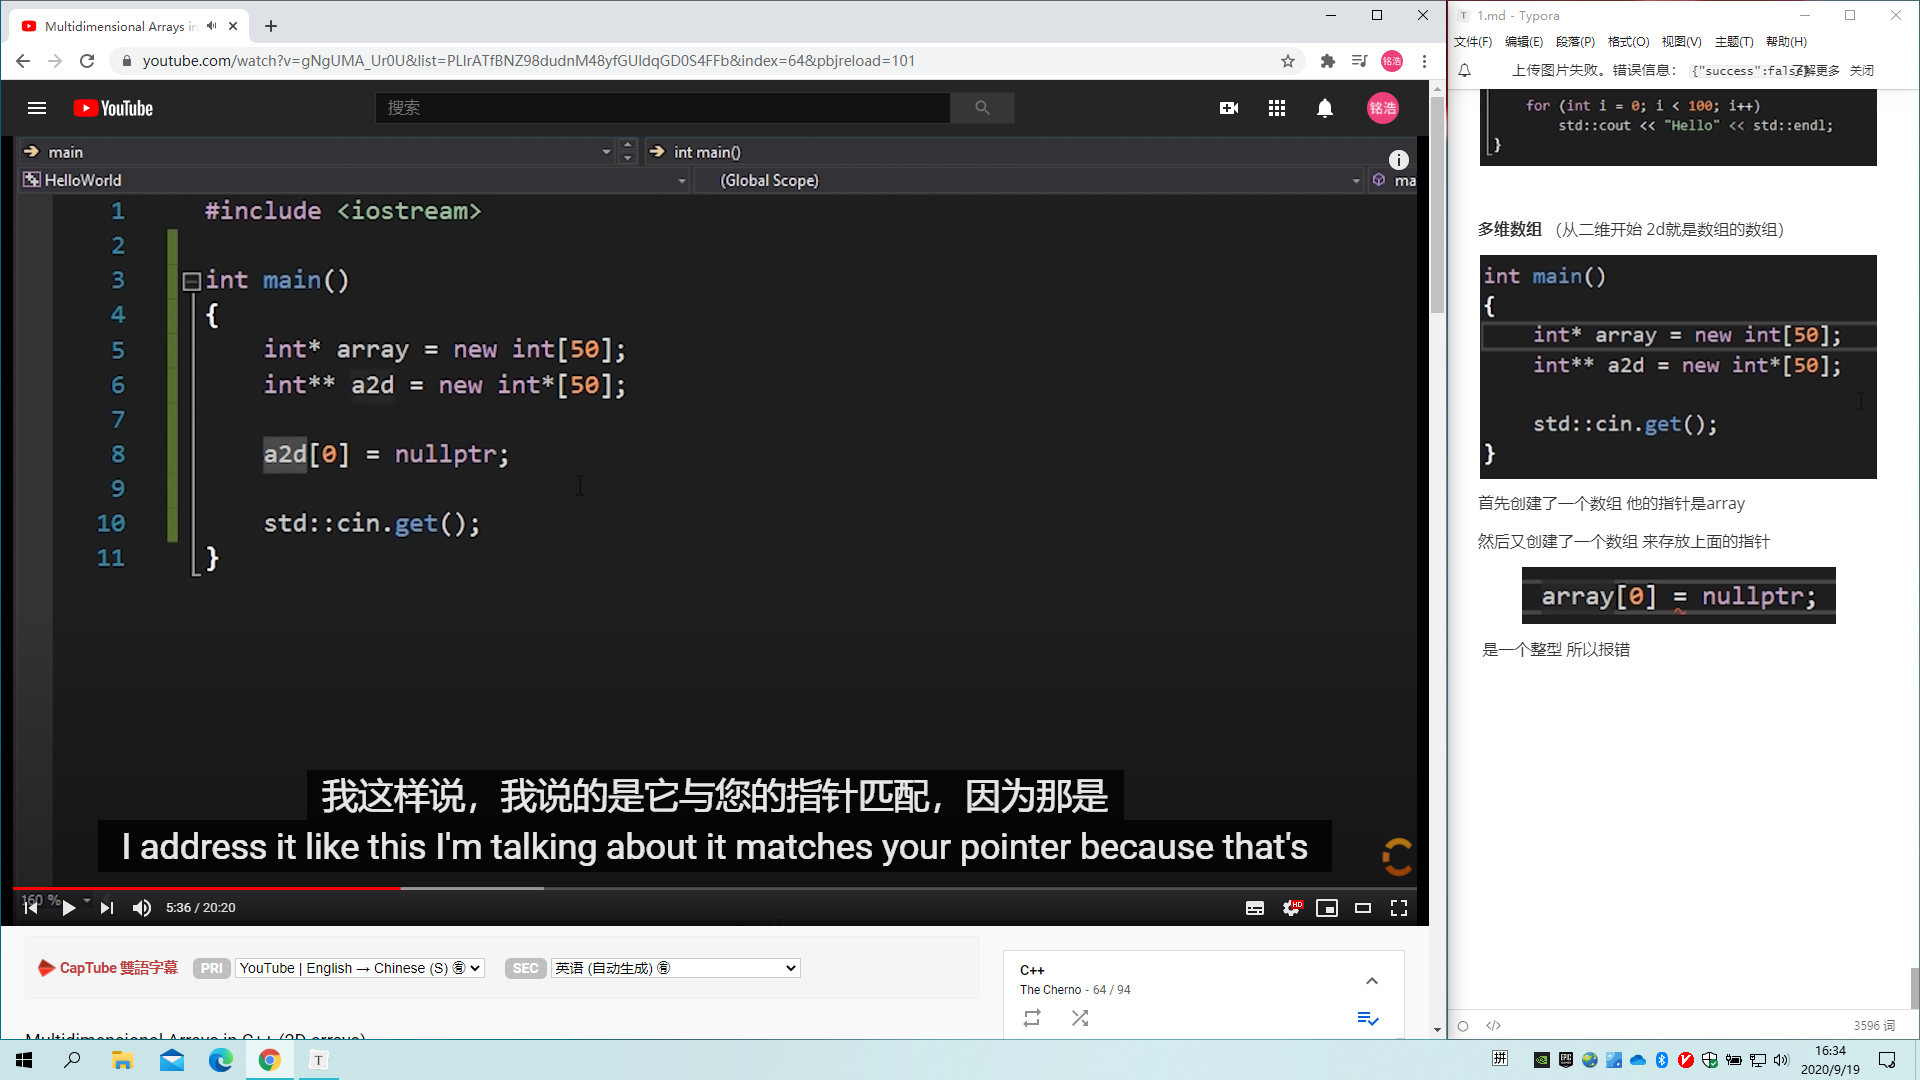 Multidimensional Arrays in
youtube.com/watch?v=gNgUMA_Ur0U&list=PLlrATfBNZ98dudnM48yfGUldqGD0S4FFb&index=64&pbjreload=101
铭浩
YouTube
搜索
铭浩
main
int main()
HelloWorld
(Global Scope)
ma
1 #include <iostream>
2
3 int main()
4 {
5 int* array = new int[50];
6 int** a2d = new int*[50];
7
8 a2d[0] = nullptr;
9
10 std::cin.get();
11 }
我这样说，我说的是它与您的指针匹配，因为那是
I address it like this I'm talking about it matches your pointer because that's
160 %
5:36 / 20:20
HD
CapTube 雙語字幕
PRI
YouTube | English → Chinese (S) ㊒
SEC
英语 (自动生成) ㊒
C++
The Cherno - 64 / 94
Multidimensional Arrays in C++ (2D arrays)
T 1.md - Typora
文件(F) 编辑(E) 段落(P) 格式(O) 视图(V) 主题(T) 帮助(H)
上传图片失败。错误信息： {"success":false 了解更多 关闭
for (int i = 0; i < 100; i++)
std::cout << "Hello" << std::endl;
}
多维数组 （从二维开始 2d就是数组的数组）
int main()
{
int* array = new int[50];
int** a2d = new int*[50];
std::cin.get();
}
首先创建了一个数组 他的指针是array
然后又创建了一个数组 来存放上面的指针
array[0] = nullptr;
是一个整型 所以报错
</>
3596 词
T
拼
16:34
2020/9/19